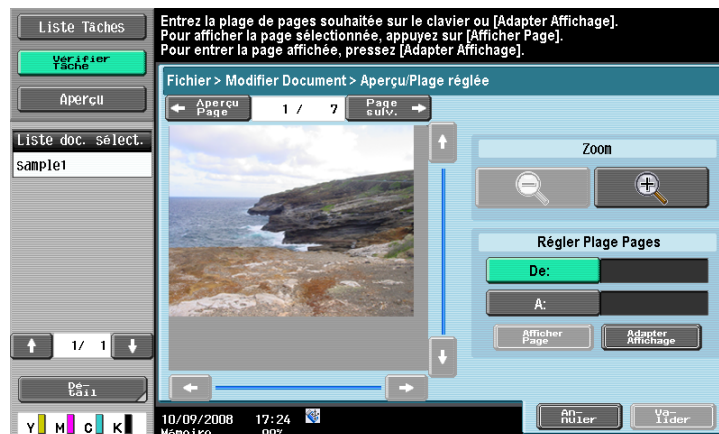 Liste Tâches
Entrez la plage de pages souhaitée sur le clavier ou [Adapter Affichage].
Pour afficher la page sélectionnée, appuyez sur [Afficher Page].
Pour entrer la page affichée, pressez [Adapter Affichage].
Vérifier
Tâche
Aperçu
Fichier > Modifier Document > Aperçu/Plage réglée
Aperçu
Page
1 / 7
Page
suiv.
Liste doc. sélect.
sample1
Zoom
Régler Plage Pages
De:
A:
Afficher
Page
Adapter
Affichage
1/ 1
Dé-
tail
An-
nuler
Va-
lider
Y M C K
10/09/2008 17:24
Mémoire 99%